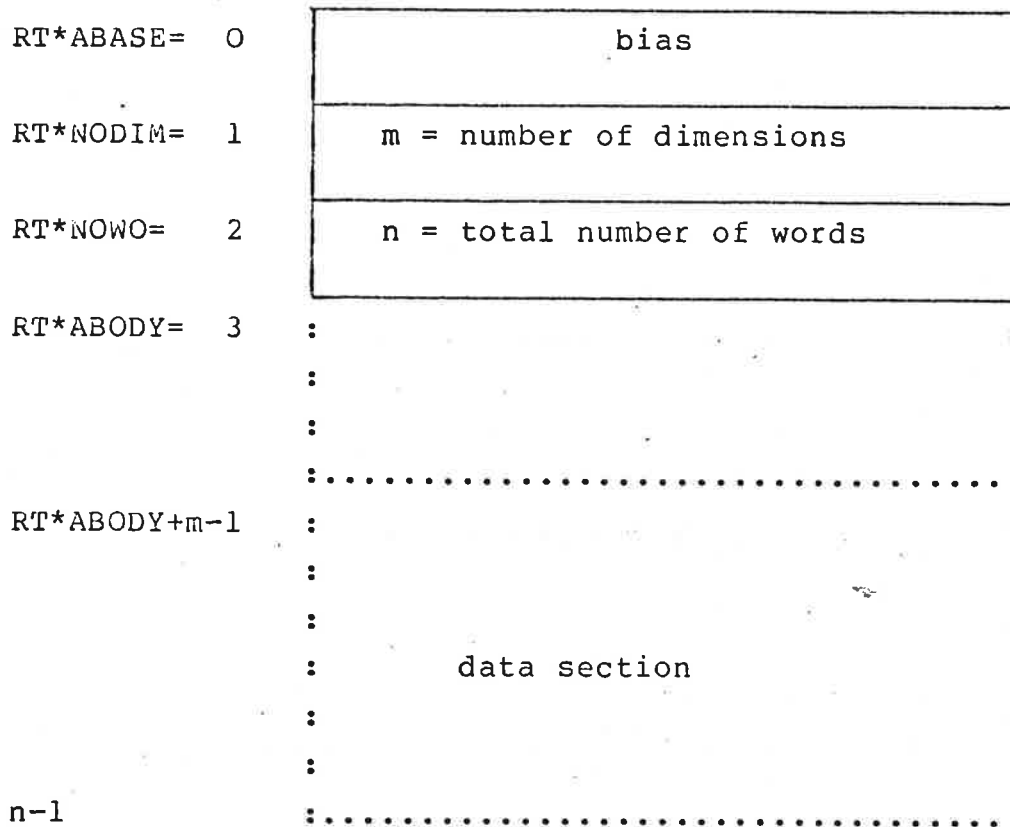 RT*ABASE= 0 bias
RT*NODIM= 1 m = number of dimensions
RT*NOWO= 2 n = total number of words
RT*ABODY= 3 :
:
:
:...................................
RT*ABODY+m-1 :
:
:
: data section
:
:
n-1 :...................................